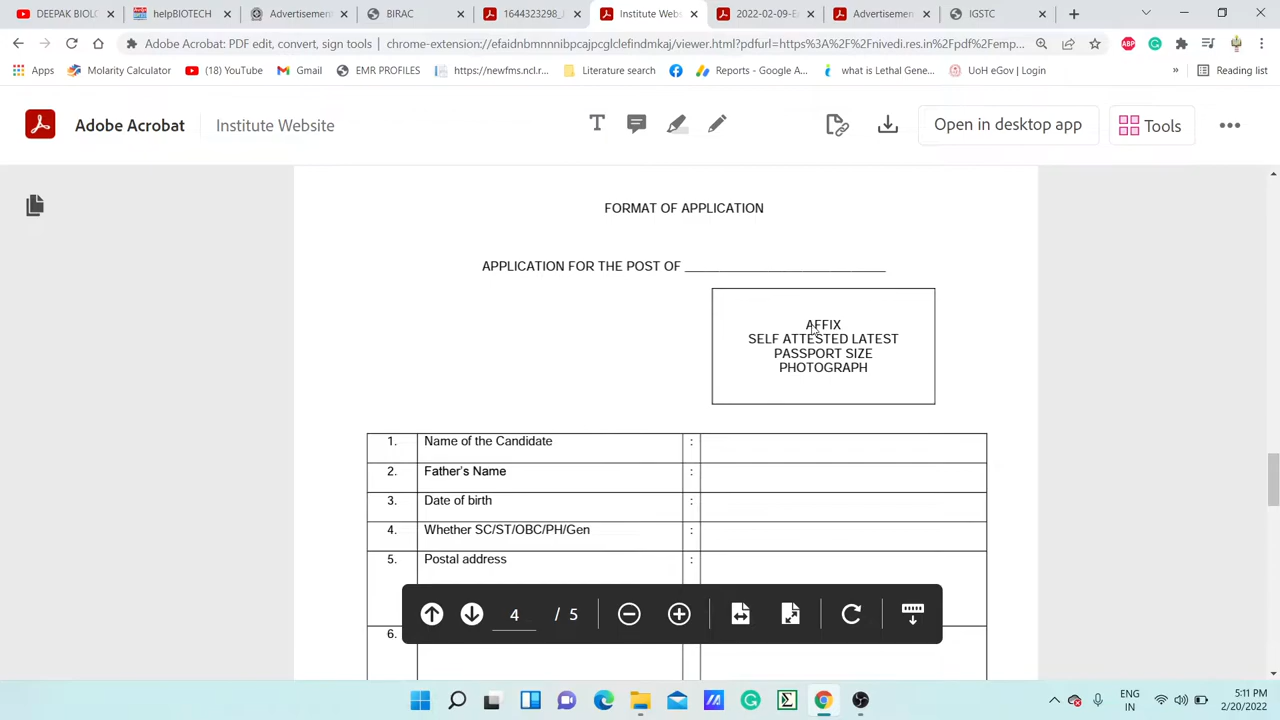 DEEPAK BIOLO
helpBIOTECH
Advertisement
BIRAC
1644323298_
Institute Webs
2022-02-09-E
Advertisemen
IGSTC
Adobe Acrobat: PDF edit, convert, sign tools | chrome-extension://efaidnbmnnnibpcajpcglclefindmkaj/viewer.html?pdfurl=https%3A%2F%2Fnivedi.res.in%2Fpdf%2Femp...
Apps
Molarity Calculator
(18) YouTube
Gmail
EMR PROFILES
https://newfms.ncl.r...
Literature search
Reports - Google A...
what is Lethal Gene...
UoH eGov | Login
»
Reading list
Adobe Acrobat
Institute Website
Open in desktop app
Tools
FORMAT OF APPLICATION
APPLICATION FOR THE POST OF ____________________________
AFFIX
SELF ATTESTED LATEST
PASSPORT SIZE
PHOTOGRAPH
1. Name of the Candidate :
2. Father's Name :
3. Date of birth :
4. Whether SC/ST/OBC/PH/Gen :
5. Postal address :
4 / 5
6.
ENG
IN
5:11 PM
2/20/2022